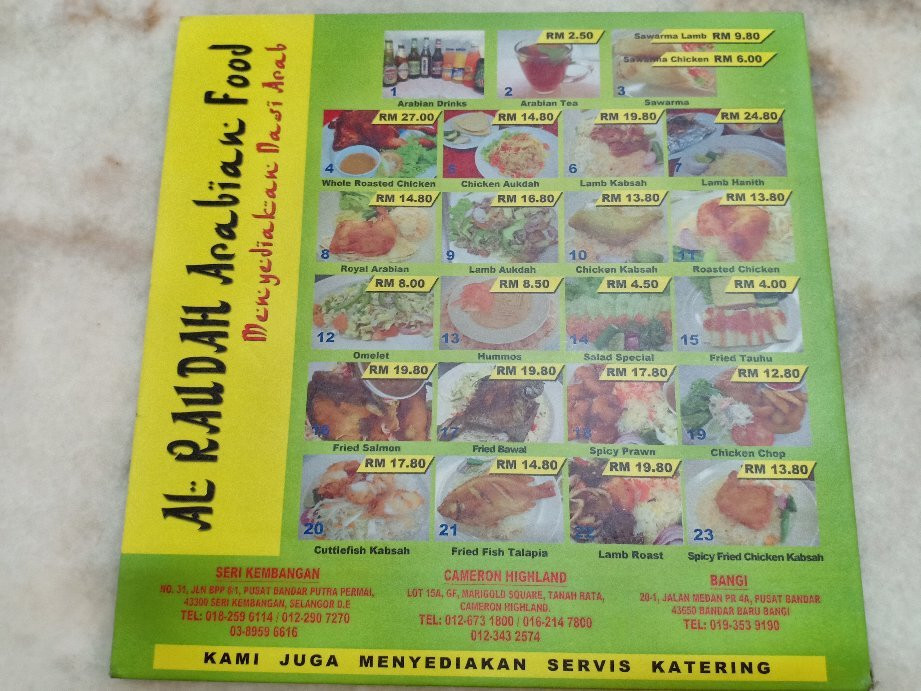 AL RAUDAH Arabian Food
Menyediakan Nasi Arab
RM 2.50
Sawarma Lamb RM 9.80
Sawarma Chicken RM 6.00
1
2
3
Arabian Drinks
Arabian Tea
Sawarma
RM 27.00
RM 14.80
RM 19.80
RM 24.80
4
5
6
7
Whole Roasted Chicken
Chicken Aukdah
Lamb Kabsah
Lamb Hanith
RM 14.80
RM 16.80
RM 13.80
RM 13.80
8
9
10
11
Royal Arabian
Lamb Aukdah
Chicken Kabsah
Roasted Chicken
RM 8.00
RM 8.50
RM 4.50
RM 4.00
12
13
14
15
Omelet
Hummos
Salad Special
Fried Tauhu
RM 19.80
RM 19.80
RM 17.80
RM 12.80
16
17
18
19
Fried Salmon
Fried Bawal
Spicy Prawn
Chicken Chop
RM 17.80
RM 14.80
RM 19.80
RM 13.80
20
21
22
23
Cuttlefish Kabsah
Fried Fish Talapia
Lamb Roast
Spicy Fried Chicken Kabsah
SERI KEMBANGAN
NO. 31, JLN BPP 6/1, PUSAT BANDAR PUTRA PERMAI,
43300 SERI KEMBANGAN, SELANGOR D.E
TEL: 018-259 6114 / 012-290 7270
03-8959 6616
CAMERON HIGHLAND
LOT 15A, GF, MARIGOLD SQUARE, TANAH RATA,
CAMERON HIGHLAND.
TEL: 012-673 1800 / 016-214 7800
012-343 2574
BANGI
20-1, JALAN MEDAN PR 4A, PUSAT BANDAR
43650 BANDAR BARU BANGI
TEL: 019-353 9190
KAMI JUGA MENYEDIAKAN SERVIS KATERING